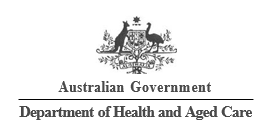 Australian Government
Department of Health and Aged Care